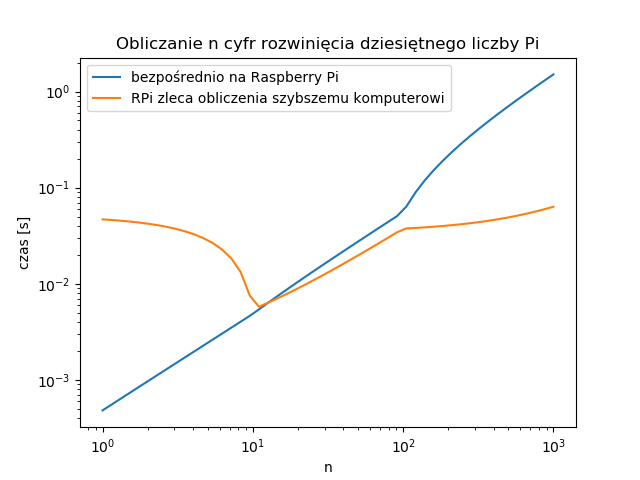 Obliczanie n cyfr rozwinięcia dziesiętnego liczby Pi
bezpośrednio na Raspberry Pi
RPi zleca obliczenia szybszemu komputerowi
czas [s]
10⁰
10⁻¹
10⁻²
10⁻³
10⁰ 10¹ 10² 10³
n